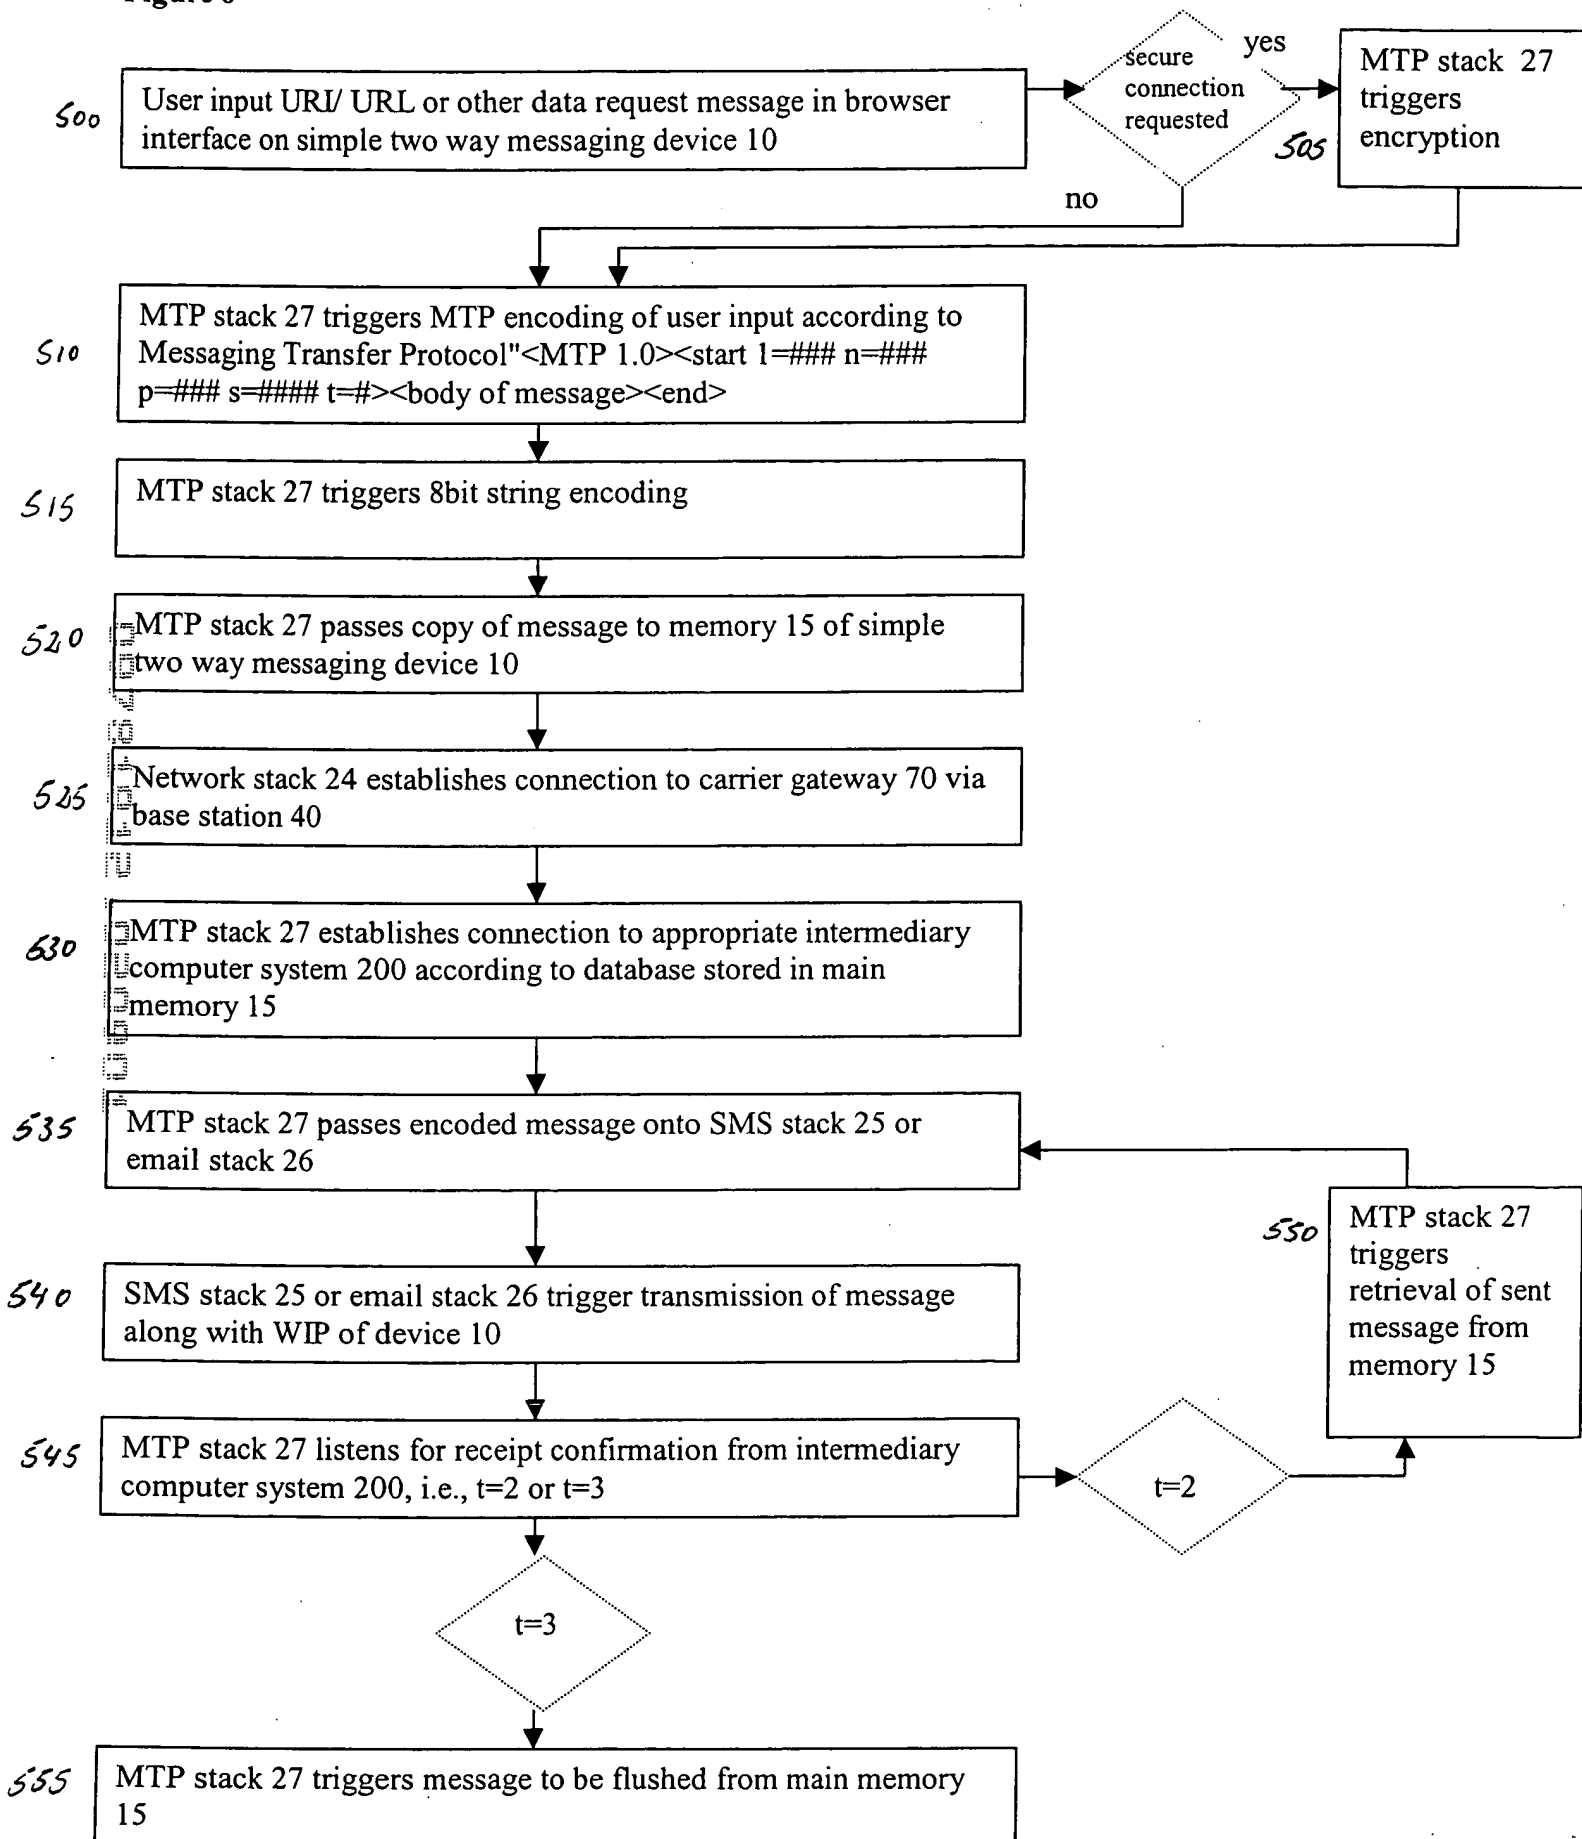 500
User input URI/ URL or other data request message in browser
interface on simple two way messaging device 10
secure
connection
requested
yes
no
505
MTP stack 27
triggers
encryption
510
MTP stack 27 triggers MTP encoding of user input according to
Messaging Transfer Protocol"<MTP 1.0><start 1=### n=###
p=### s=#### t=#><body of message><end>
515
MTP stack 27 triggers 8bit string encoding
520
MTP stack 27 passes copy of message to memory 15 of simple
two way messaging device 10
525
Network stack 24 establishes connection to carrier gateway 70 via
base station 40
530
MTP stack 27 establishes connection to appropriate intermediary
computer system 200 according to database stored in main
memory 15
535
MTP stack 27 passes encoded message onto SMS stack 25 or
email stack 26
540
SMS stack 25 or email stack 26 trigger transmission of message
along with WIP of device 10
545
MTP stack 27 listens for receipt confirmation from intermediary
computer system 200, i.e., t=2 or t=3
t=2
550
MTP stack 27
triggers
retrieval of sent
message from
memory 15
t=3
555
MTP stack 27 triggers message to be flushed from main memory
15